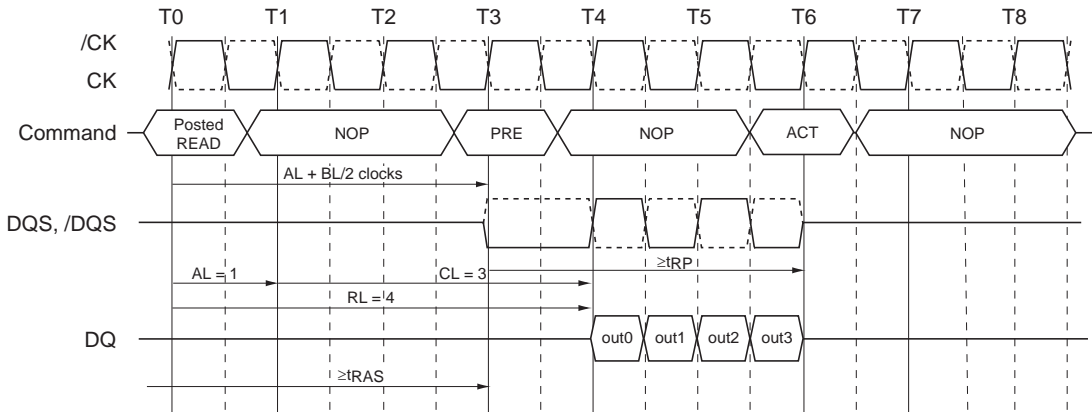 T0 T1 T2 T3 T4 T5 T6 T7 T8
/CK
CK
Command
Posted
READ
NOP PRE NOP ACT NOP
AL + BL/2 clocks
DQS, /DQS
≥tRP
AL = 1 CL = 3
RL = 4
DQ out0 out1 out2 out3
≥tRAS